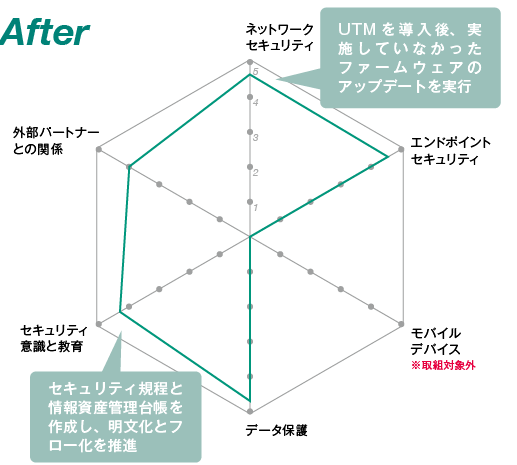 After
ネットワーク
セキュリティ
UTMを導入後、実
施していなかった
ファームウェアの
アップデートを実行
5
4
3
2
1
外部パートナー
との関係
エンドポイント
セキュリティ
セキュリティ
意識と教育
モバイル
デバイス
※取組対象外
セキュリティ規程と
情報資産管理台帳を
作成し、明文化とフ
ロー化を推進
データ保護